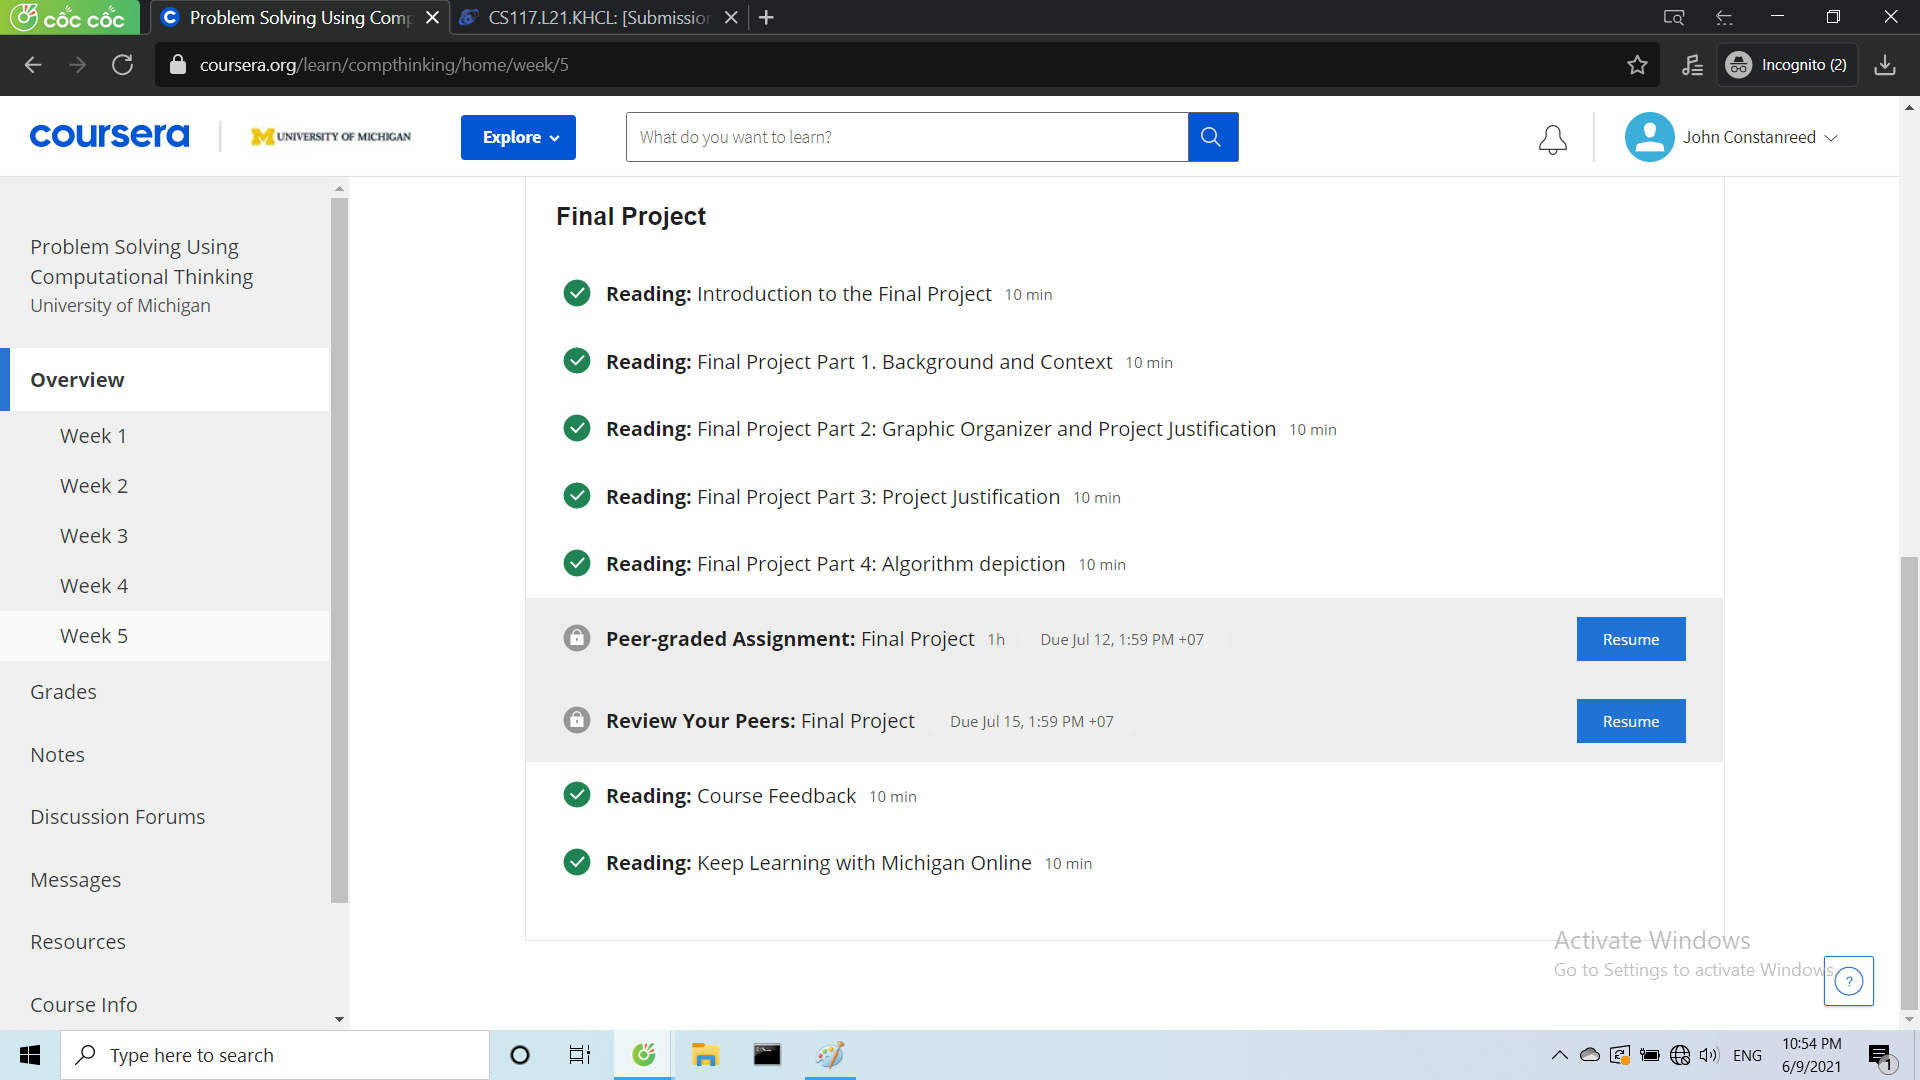 cốc cốc
Problem Solving Using Comp
CS117.L21.KHCL: [Submission
coursera.org/learn/compthinking/home/week/5
Incognito (2)
coursera
M UNIVERSITY OF MICHIGAN
Explore
What do you want to learn?
John Constanreed
Problem Solving Using
Computational Thinking
University of Michigan
Overview
Week 1
Week 2
Week 3
Week 4
Week 5
Grades
Notes
Discussion Forums
Messages
Resources
Course Info
Final Project
Reading: Introduction to the Final Project 10 min
Reading: Final Project Part 1. Background and Context 10 min
Reading: Final Project Part 2: Graphic Organizer and Project Justification 10 min
Reading: Final Project Part 3: Project Justification 10 min
Reading: Final Project Part 4: Algorithm depiction 10 min
Peer-graded Assignment: Final Project 1h Due Jul 12, 1:59 PM +07 Resume
Review Your Peers: Final Project Due Jul 15, 1:59 PM +07 Resume
Reading: Course Feedback 10 min
Reading: Keep Learning with Michigan Online 10 min
Activate Windows
Go to Settings to activate Windows
?
Type here to search
ENG
10:54 PM
6/9/2021
1